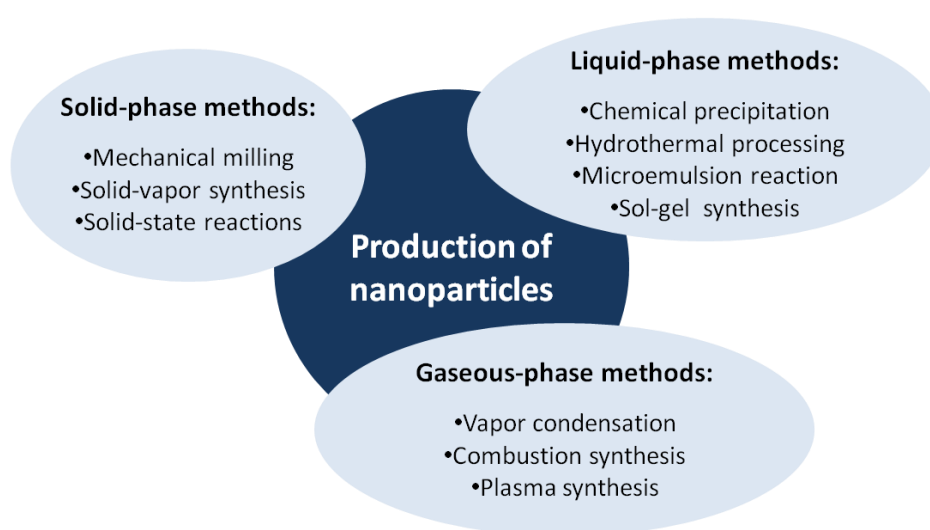 Solid-phase methods:
•Mechanical milling
•Solid-vapor synthesis
•Solid-state reactions
Liquid-phase methods:
•Chemical precipitation
•Hydrothermal processing
•Microemulsion reaction
•Sol-gel synthesis
Production of
nanoparticles
Gaseous-phase methods:
•Vapor condensation
•Combustion synthesis
•Plasma synthesis